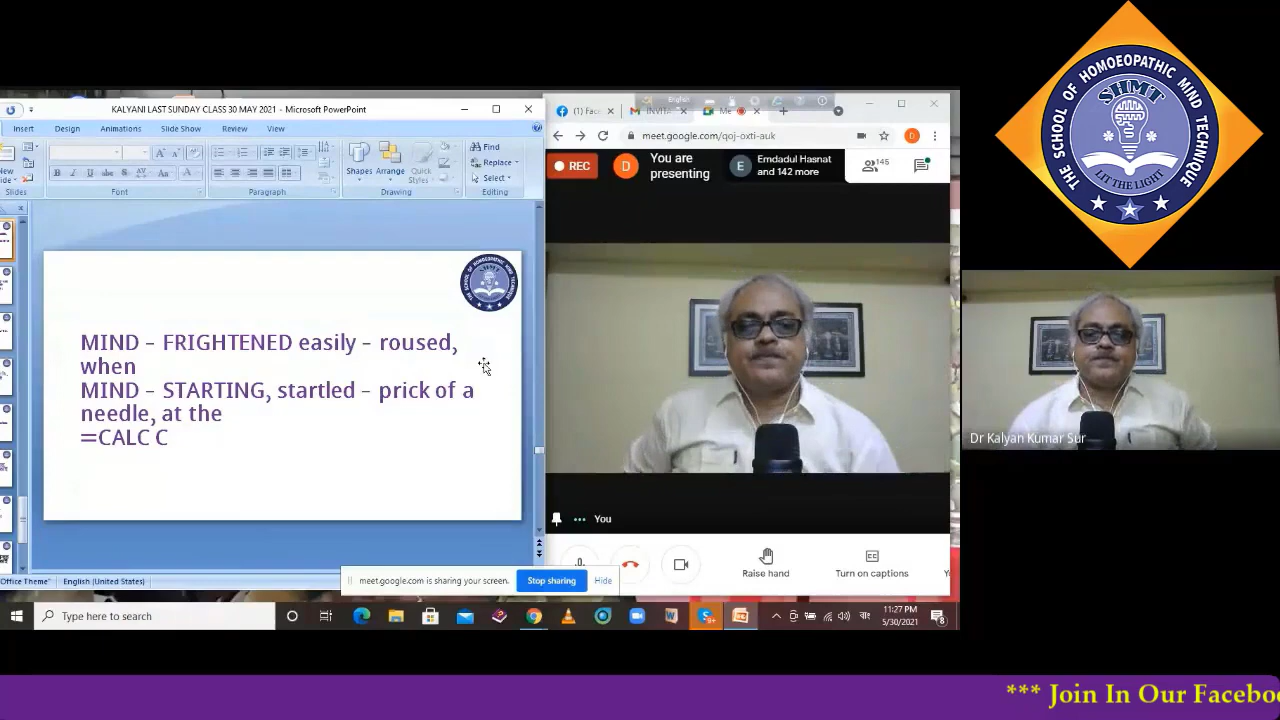 KALYANI LAST SUNDAY CLASS 30 MAY 2021 - Microsoft PowerPoint
Insert Design Animations Slide Show Review View
Slides Font Paragraph Drawing Editing
Shapes Arrange Quick Styles
Find
Replace
Select
MIND - FRIGHTENED easily - roused,
when
MIND - STARTING, startled - prick of a
needle, at the
=CALC C
Office Theme" English (United States)
English
meet.google.com/qoj-oxti-auk
REC
D
You are
presenting
E
Emdadul Hasnat
and 142 more
145
You
Raise hand
Turn on captions
meet.google.com is sharing your screen.
Stop sharing
Hide
Type here to search
11:27 PM
5/30/2021
THE SCHOOL OF HOMOEOPATHIC MIND TECHNIQUE
SHMT
LIT THE LIGHT
Dr Kalyan Kumar Sur
*** Join In Our Faceboo